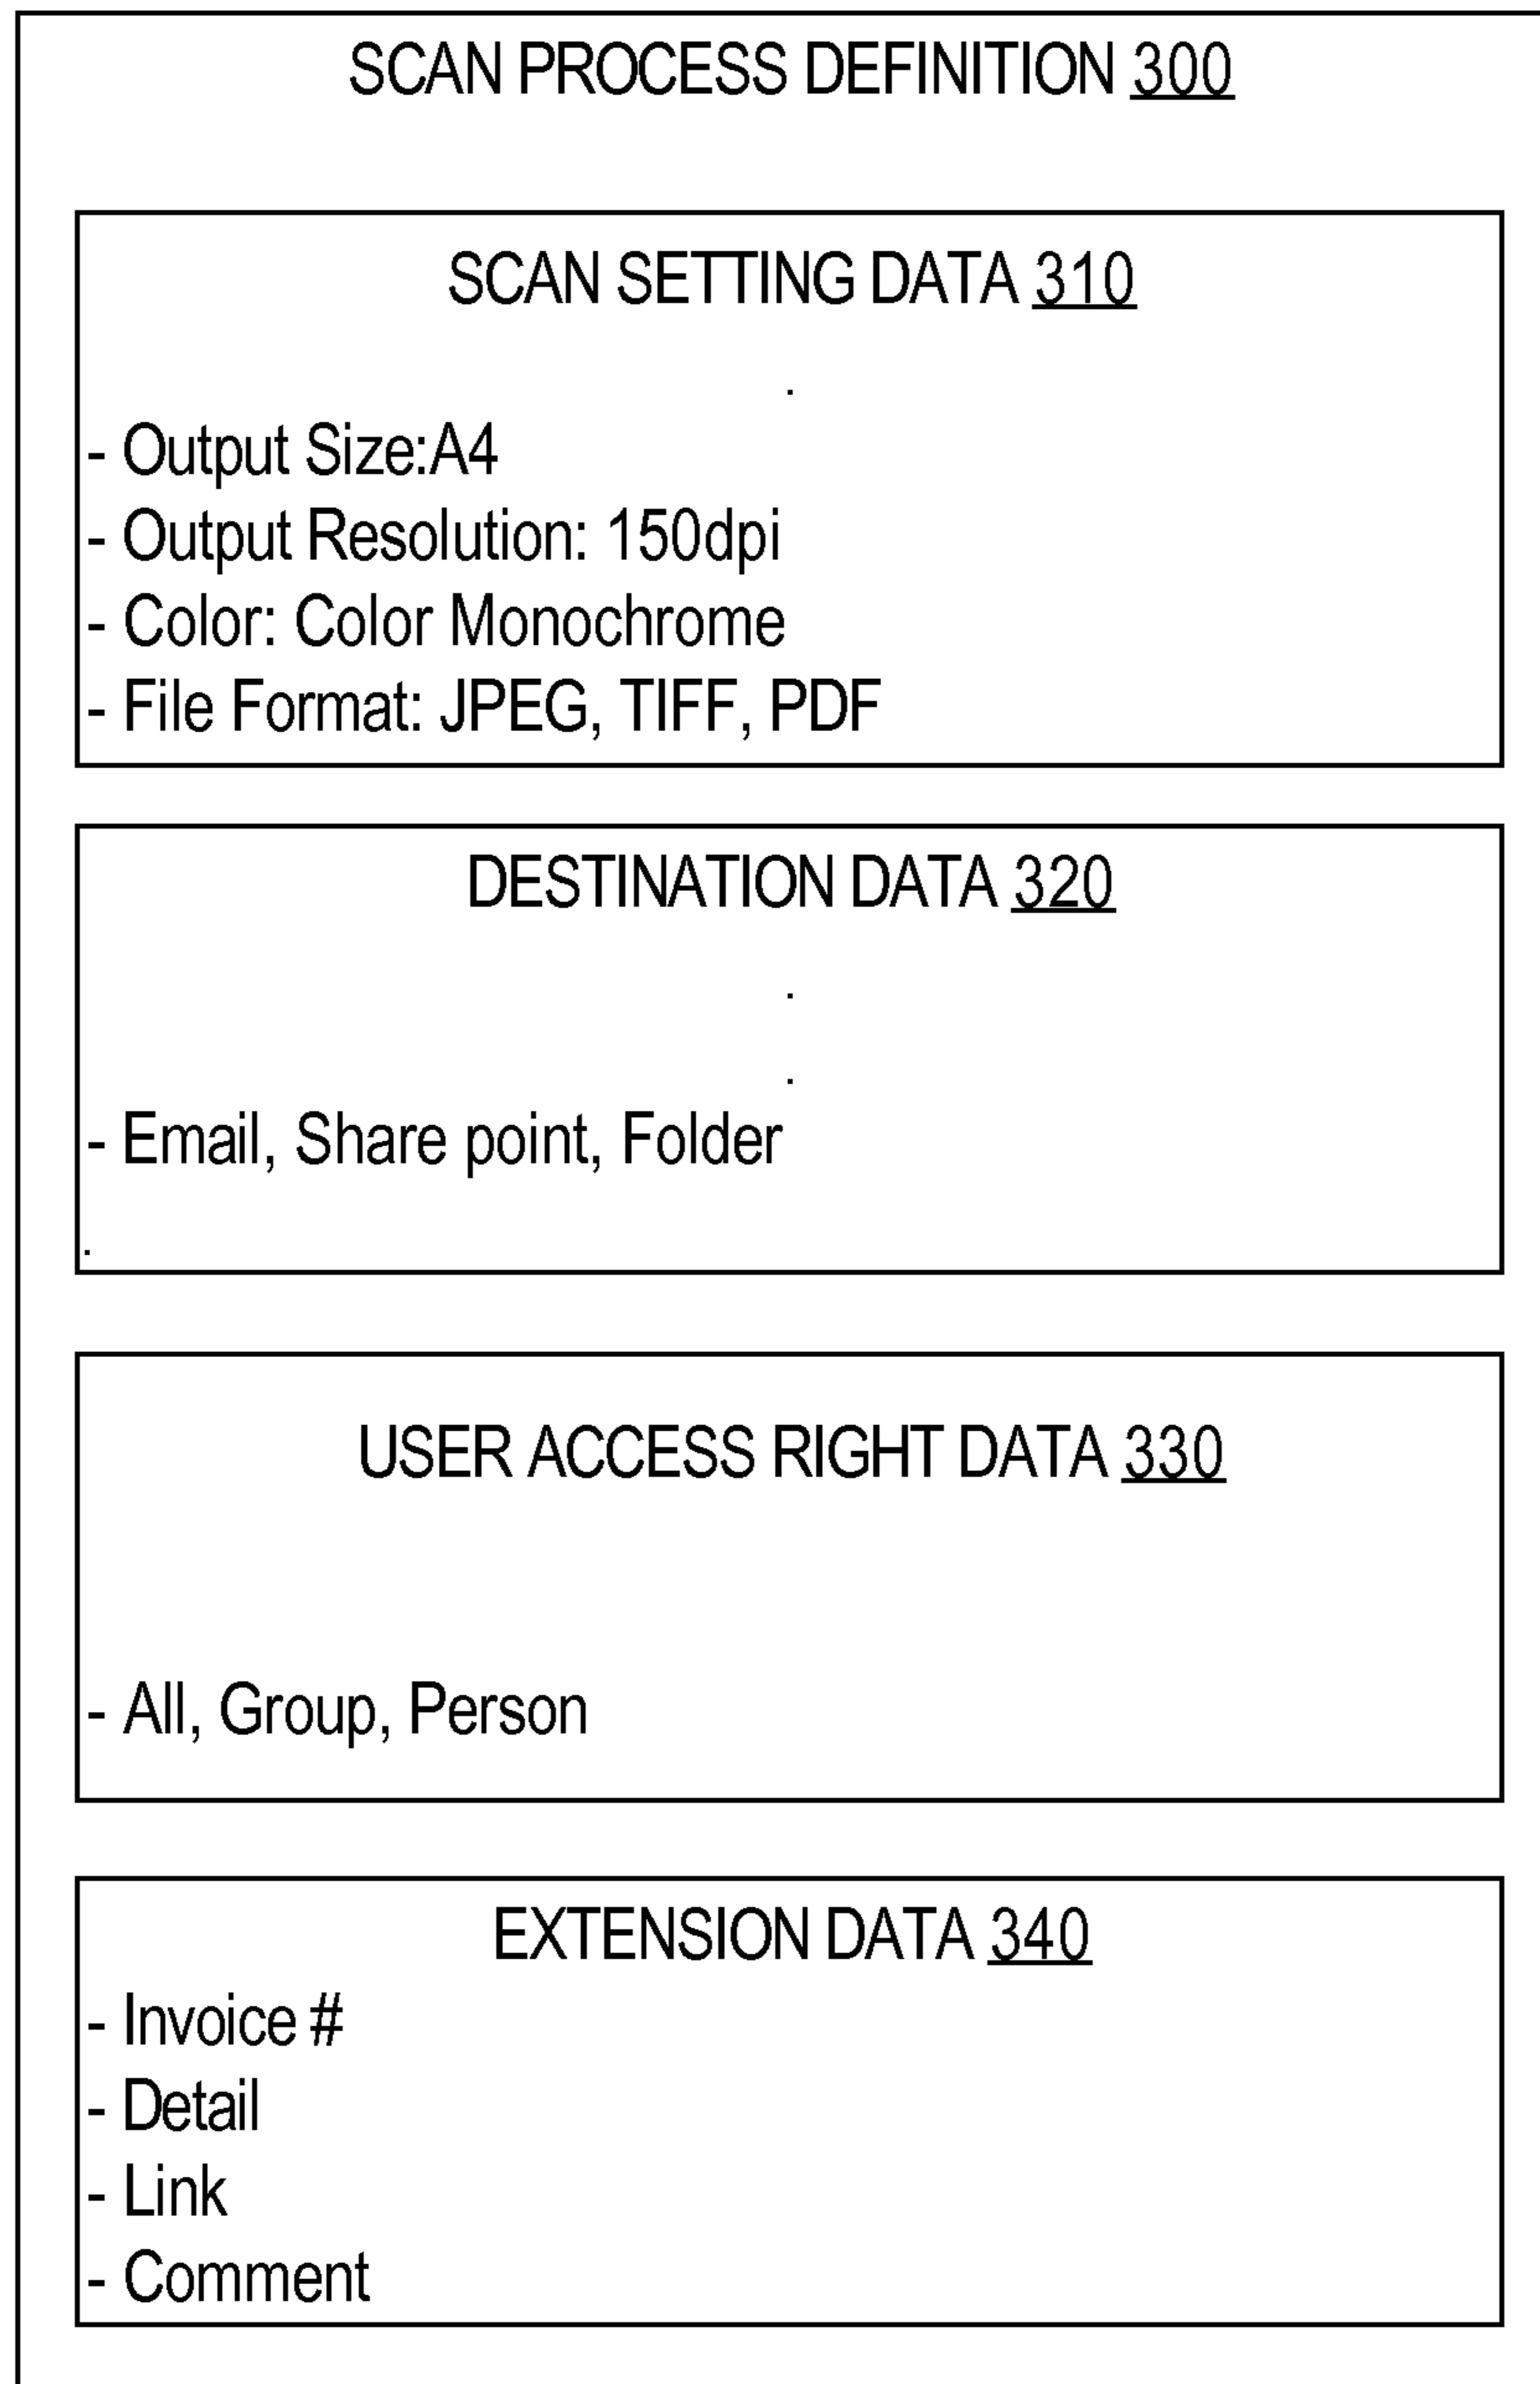 SCAN PROCESS DEFINITION 300
SCAN SETTING DATA 310
.
- Output Size:A4
- Output Resolution: 150dpi
- Color: Color Monochrome
- File Format: JPEG, TIFF, PDF
DESTINATION DATA 320
.
.
- Email, Share point, Folder
.
USER ACCESS RIGHT DATA 330
- All, Group, Person
EXTENSION DATA 340
- Invoice #
- Detail
- Link
- Comment